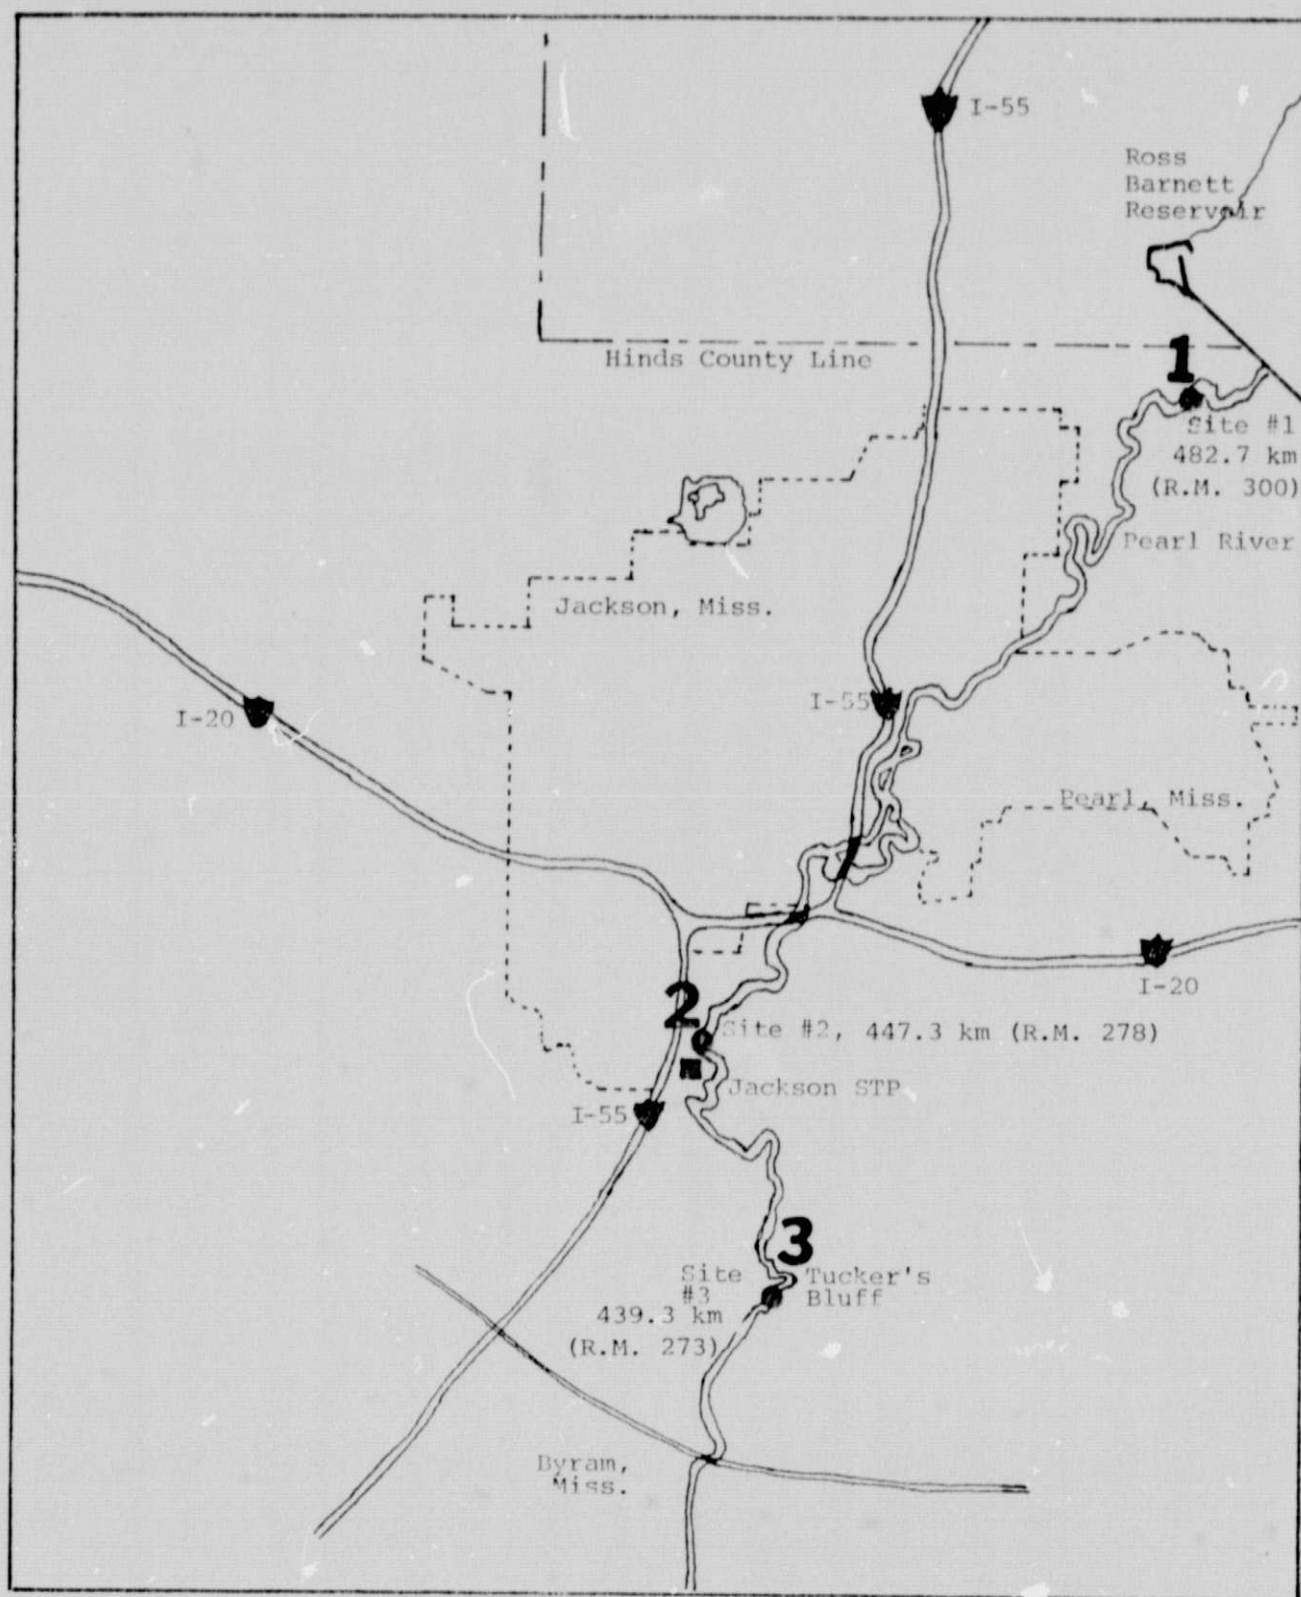 I-55
Ross
Barnett
Reservoir
Hinds County Line
1
Site #1
482.7 km
(R.M. 300)
Pearl River
Jackson, Miss.
I-55
I-20
Pearl, Miss.
I-20
2
Site #2, 447.3 km (R.M. 278)
Jackson STP
I-55
3
Site
#3
439.3 km
(R.M. 273)
Tucker's
Bluff
Byram,
Miss.